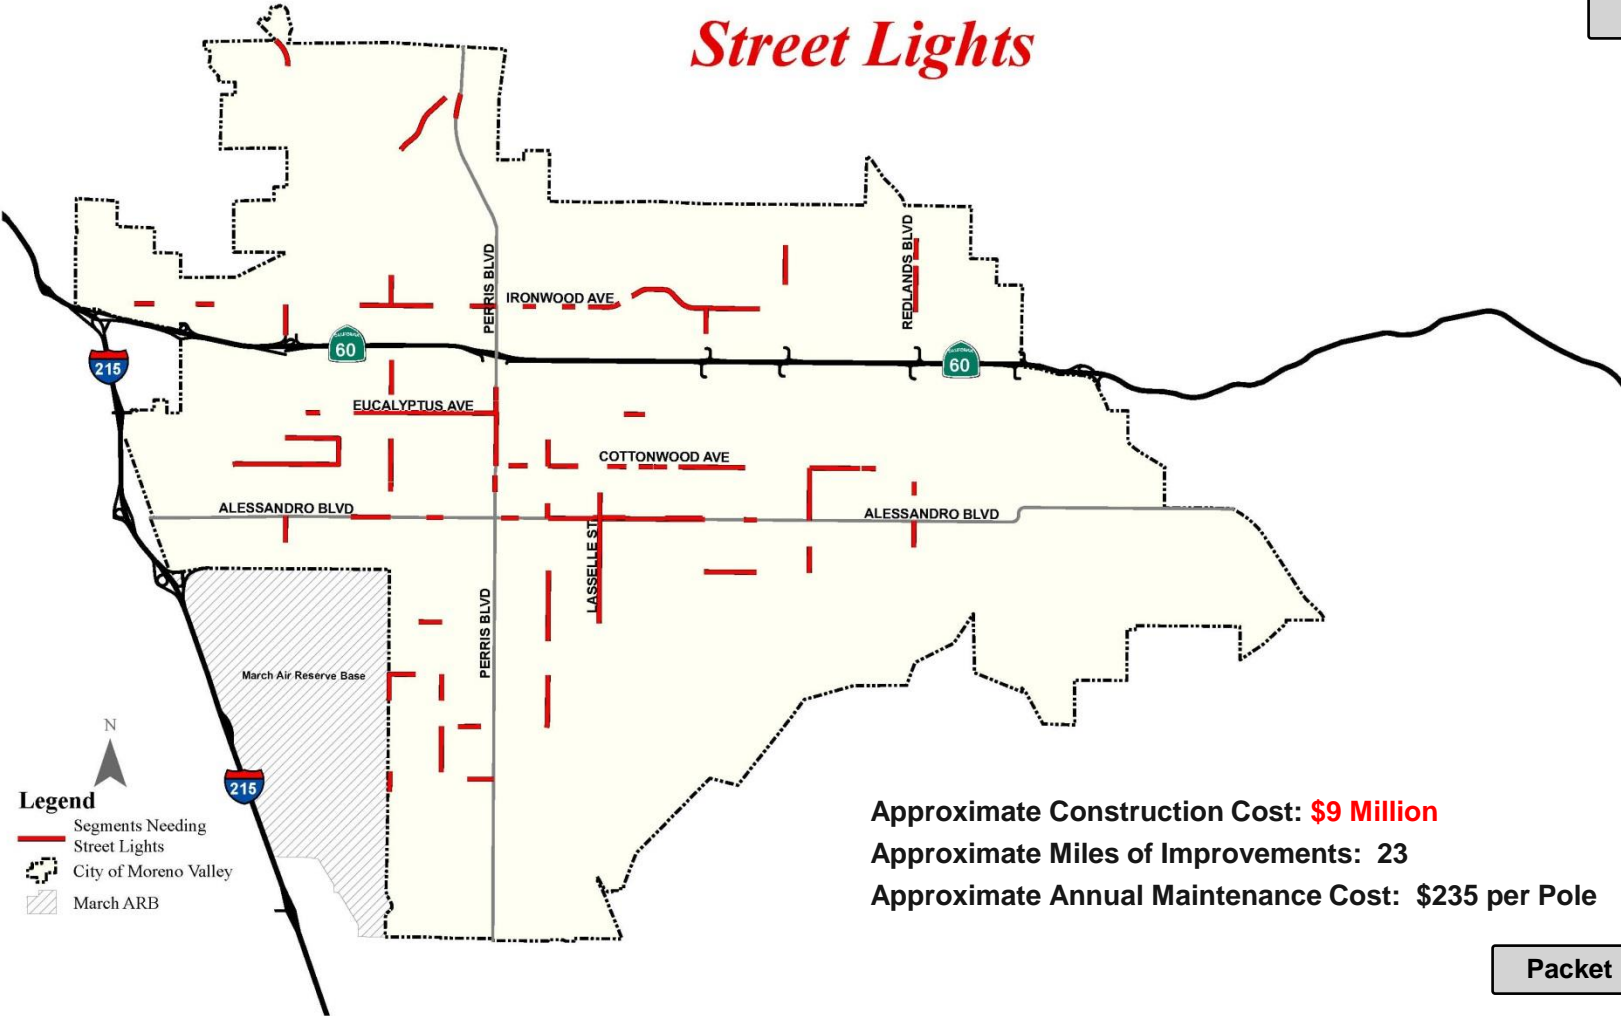 Street Lights
PERRIS BLVD
IRONWOOD AVE
REDLANDS BLVD
CALIFORNIA
60
CALIFORNIA
60
215
EUCALYPTUS AVE
COTTONWOOD AVE
ALESSANDRO BLVD
ALESSANDRO BLVD
LASSELLE ST
PERRIS BLVD
March Air Reserve Base
215
N
Legend
Segments Needing
Street Lights
City of Moreno Valley
March ARB
Approximate Construction Cost: $9 Million
Approximate Miles of Improvements: 23
Approximate Annual Maintenance Cost: $235 per Pole
Packet